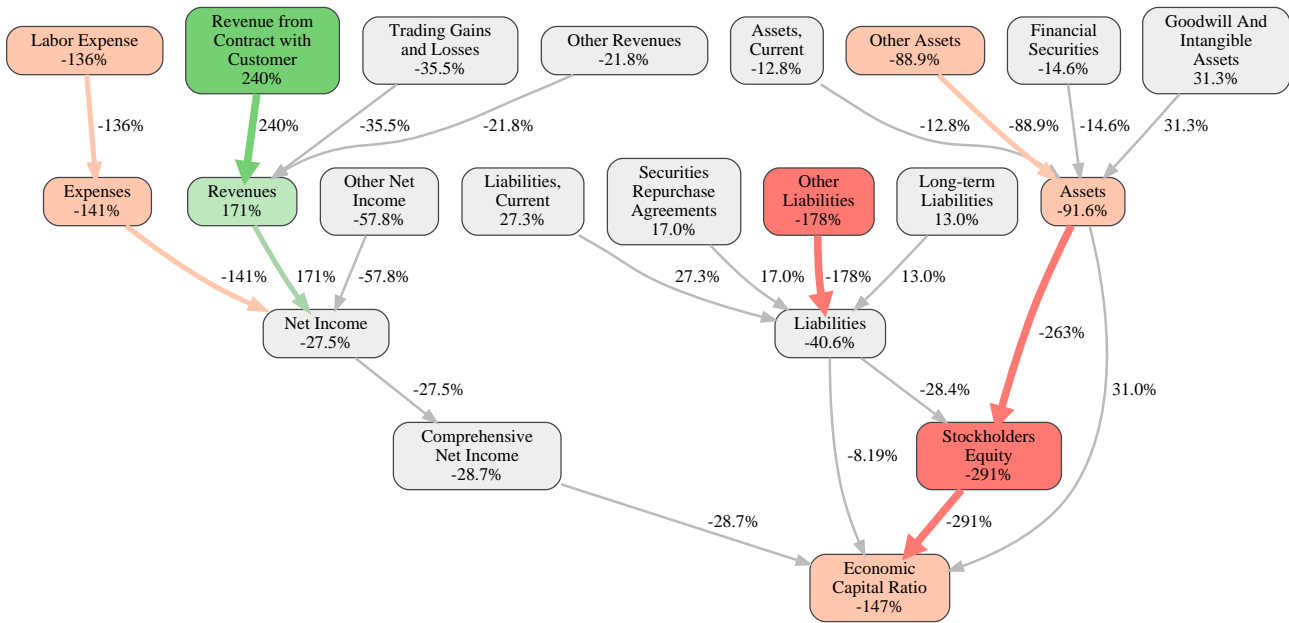 Labor Expense
-136%
Revenue from
Contract with
Customer
240%
Trading Gains
and Losses
-35.5%
Other Revenues
-21.8%
Assets,
Current
-12.8%
Other Assets
-88.9%
Financial
Securities
-14.6%
Goodwill And
Intangible
Assets
31.3%
-136%
240%
-35.5%
-21.8%
-12.8%
-88.9%
-14.6%
31.3%
Expenses
-141%
Revenues
171%
Other Net
Income
-57.8%
Liabilities,
Current
27.3%
Securities
Repurchase
Agreements
17.0%
Other
Liabilities
-178%
Long-term
Liabilities
13.0%
Assets
-91.6%
-141%
171%
-57.8%
27.3%
17.0%
-178%
13.0%
Net Income
-27.5%
Liabilities
-40.6%
-263%
-27.5%
-28.4%
31.0%
Comprehensive
Net Income
-28.7%
-8.19%
Stockholders
Equity
-291%
-28.7%
-291%
Economic
Capital Ratio
-147%